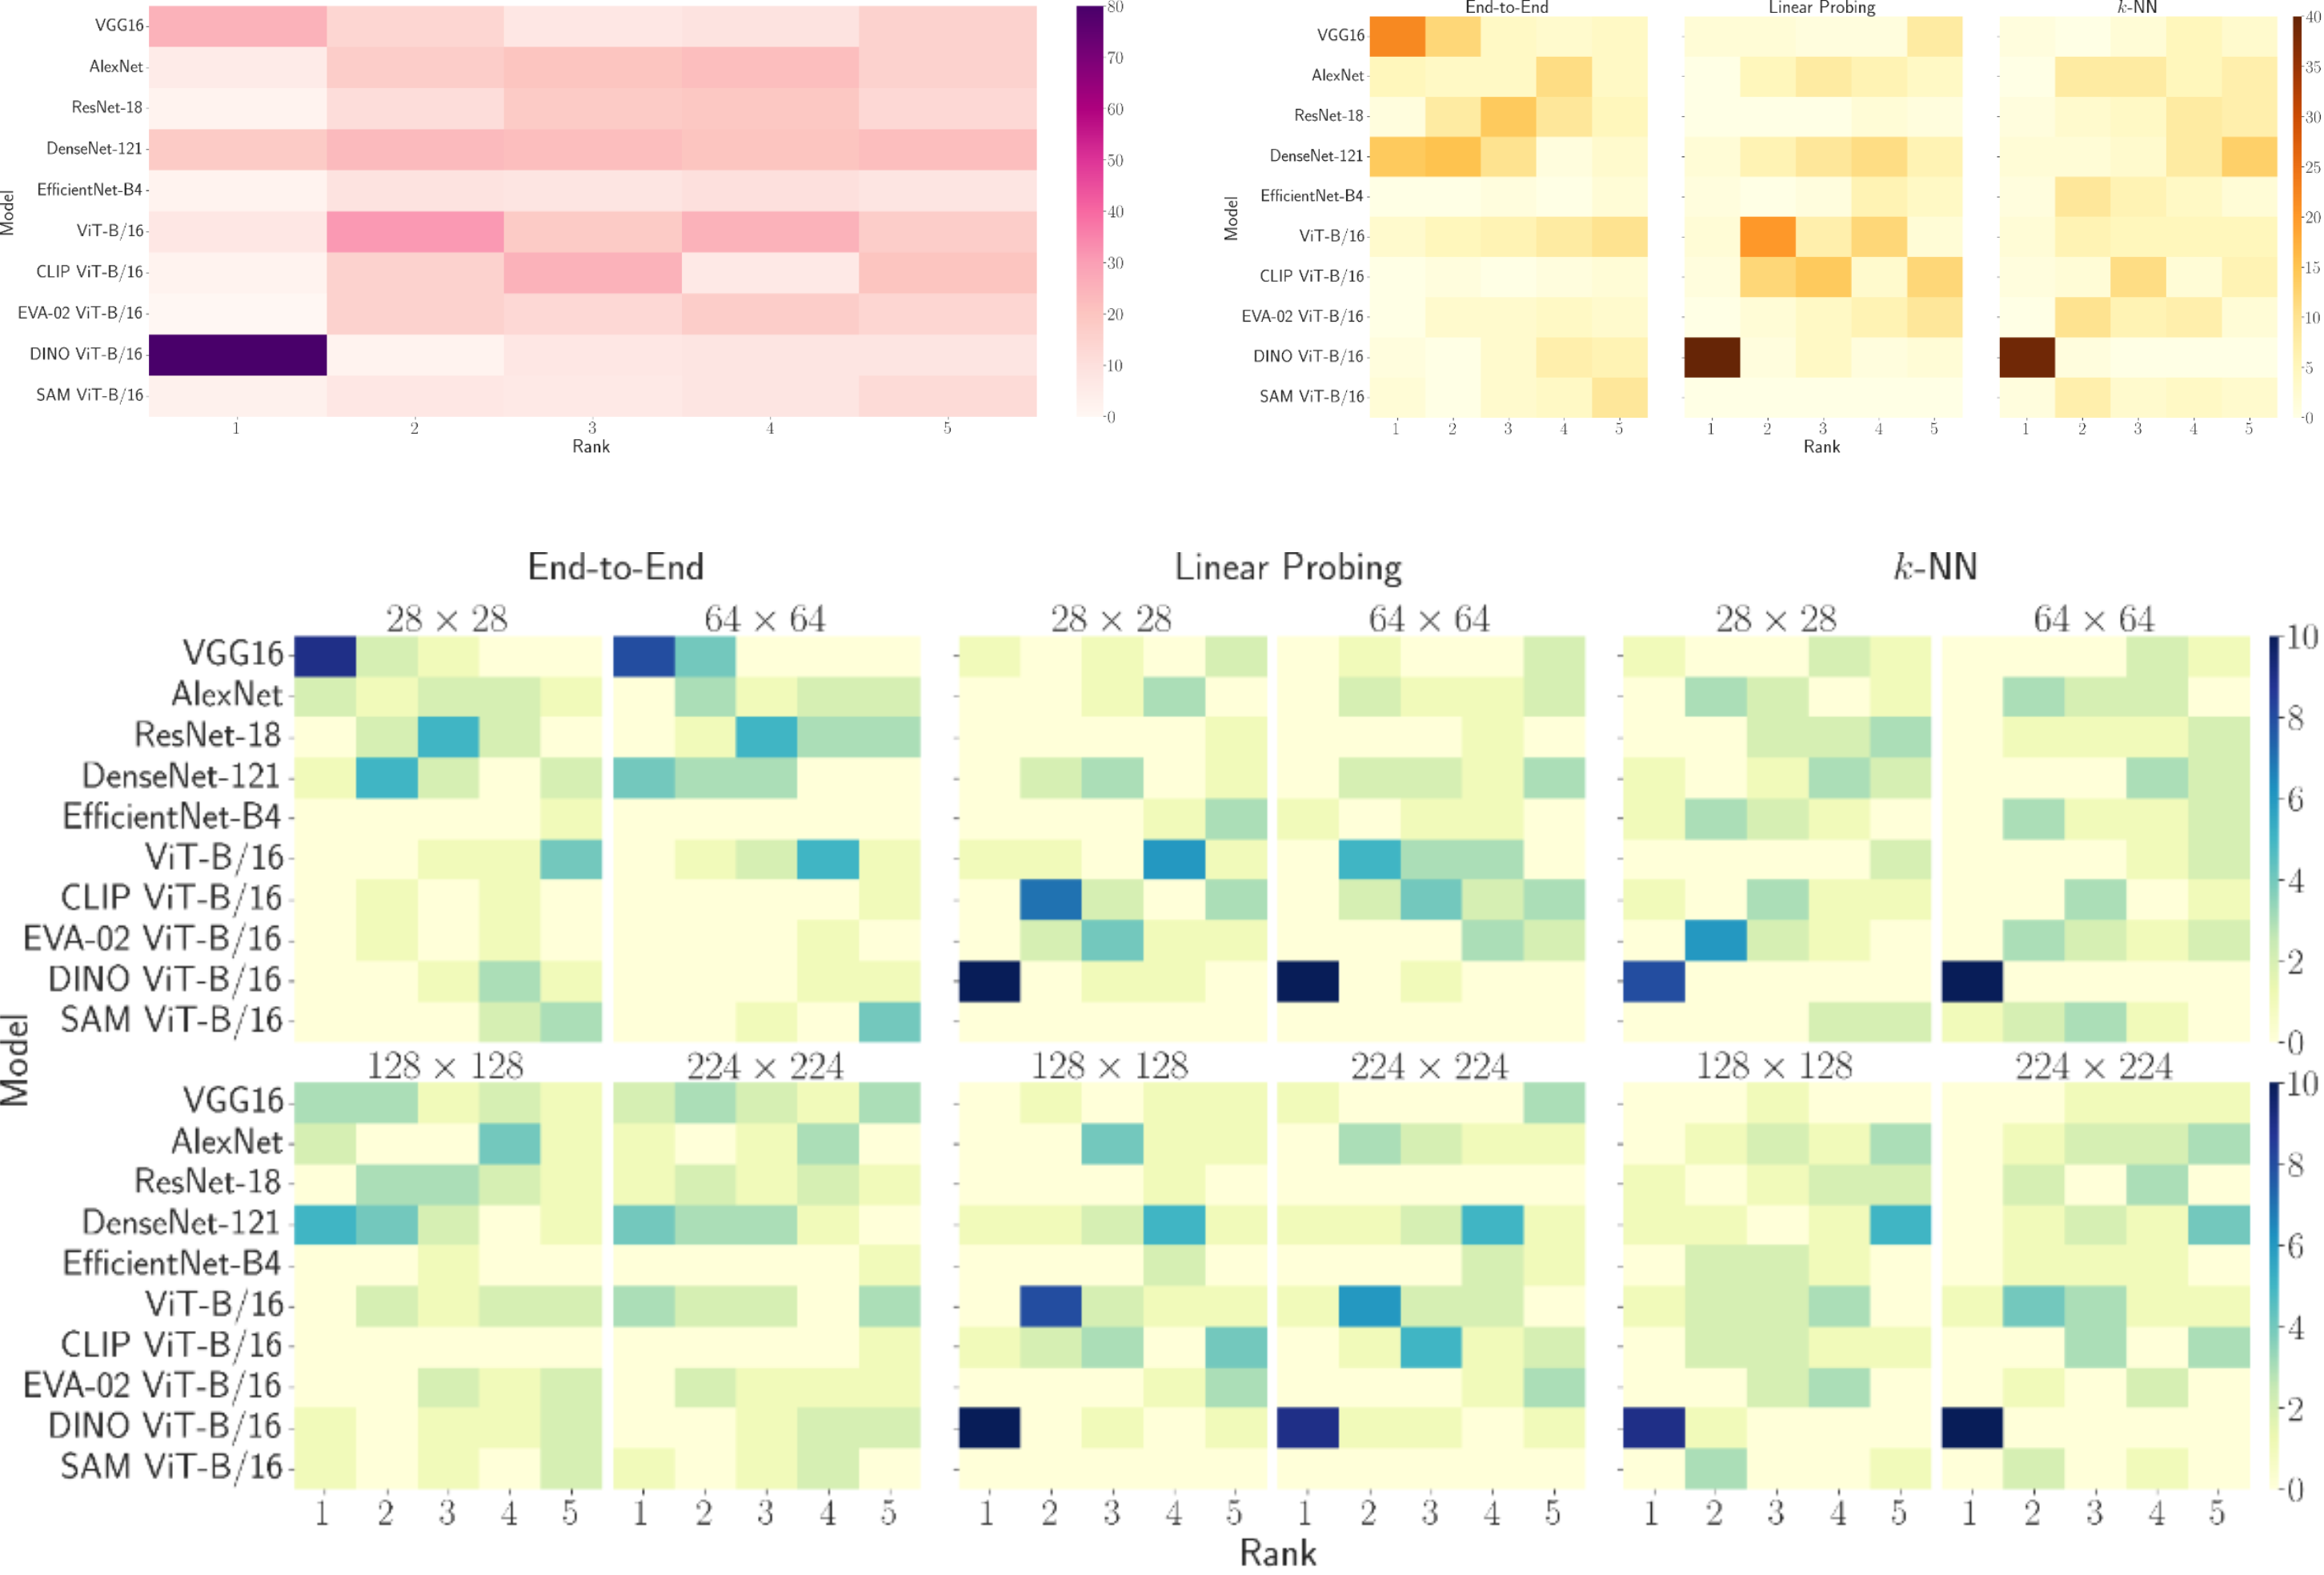 VGG16
AlexNet
ResNet-18
DenseNet-121
EfficientNet-B4
ViT-B/16
CLIP ViT-B/16
EVA-02 ViT-B/16
DINO ViT-B/16
SAM ViT-B/16
Model
1 2 3 4 5
Rank
80
70
60
50
40
30
20
10
0
End-to-End Linear Probing k-NN
VGG16
AlexNet
ResNet-18
DenseNet-121
EfficientNet-B4
ViT-B/16
CLIP ViT-B/16
EVA-02 ViT-B/16
DINO ViT-B/16
SAM ViT-B/16
Model
1 2 3 4 5 1 2 3 4 5 1 2 3 4 5
Rank
40
35
30
25
20
15
10
5
0
End-to-End Linear Probing k-NN
28 × 28 64 × 64 28 × 28 64 × 64 28 × 28 64 × 64
VGG16
AlexNet
ResNet-18
DenseNet-121
EfficientNet-B4
ViT-B/16
CLIP ViT-B/16
EVA-02 ViT-B/16
DINO ViT-B/16
SAM ViT-B/16
10
8
6
4
2
0
Model
128 × 128 224 × 224 128 × 128 224 × 224 128 × 128 224 × 224
VGG16
AlexNet
ResNet-18
DenseNet-121
EfficientNet-B4
ViT-B/16
CLIP ViT-B/16
EVA-02 ViT-B/16
DINO ViT-B/16
SAM ViT-B/16
10
8
6
4
2
0
1 2 3 4 5 1 2 3 4 5 1 2 3 4 5 1 2 3 4 5 1 2 3 4 5 1 2 3 4 5
Rank